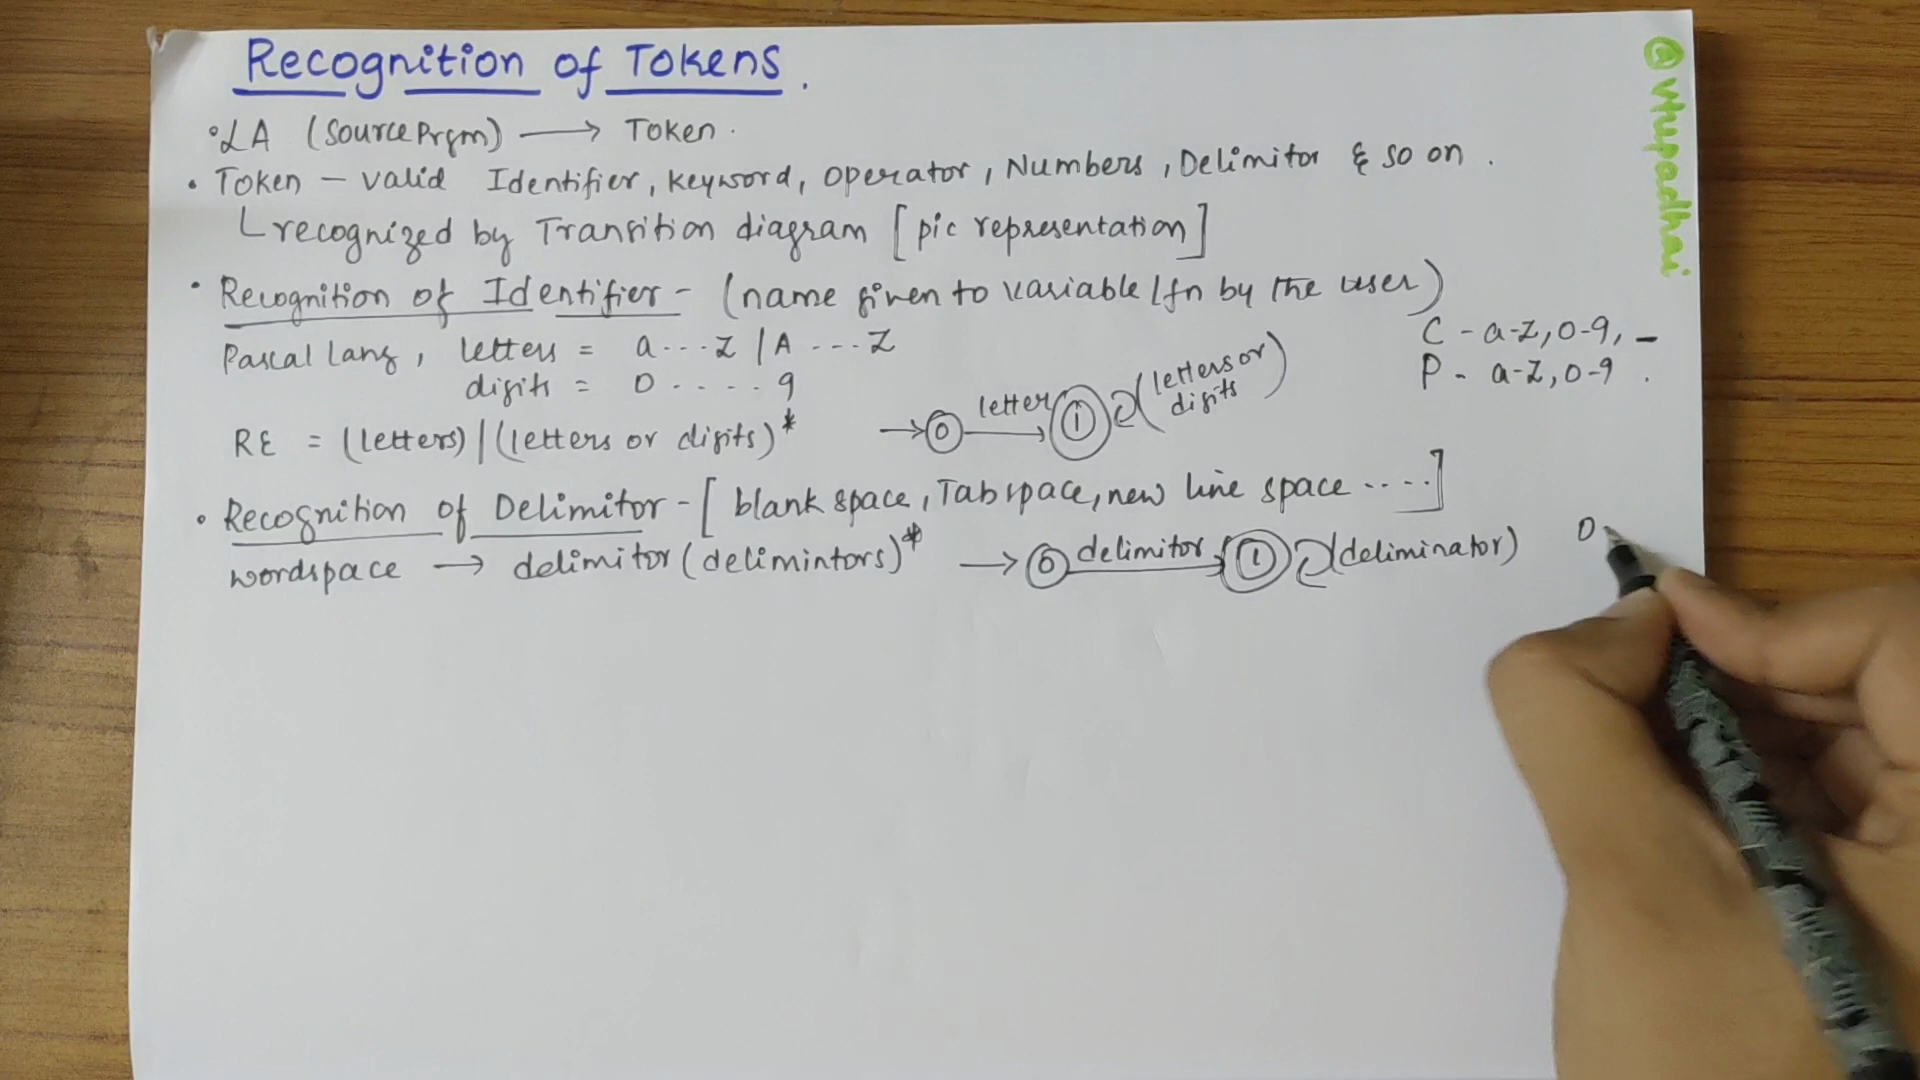 Recognition of Tokens.
• LA (Source Prgm) → Token.
• Token – valid Identifier, keyword, operator, Numbers, Delimitor & so on.
recognized by Transition diagram [pic representation]
• Recognition of Identifier – (name given to variable/fn by the user)
Pascal lang, letters = a...z | A...Z
digits = 0.....9
C - a-z, 0-9, _
P - a-z, 0-9.
RE = (letters) | (letters or digits)*
→ 0 letter → 1 (letters or digits)
• Recognition of Delimitor – [blank space, Tab space, new line space ....]
wordspace → delimitor (delimintors)* → 0 delimitor → 1 (deliminator) 0
@vtupadhai